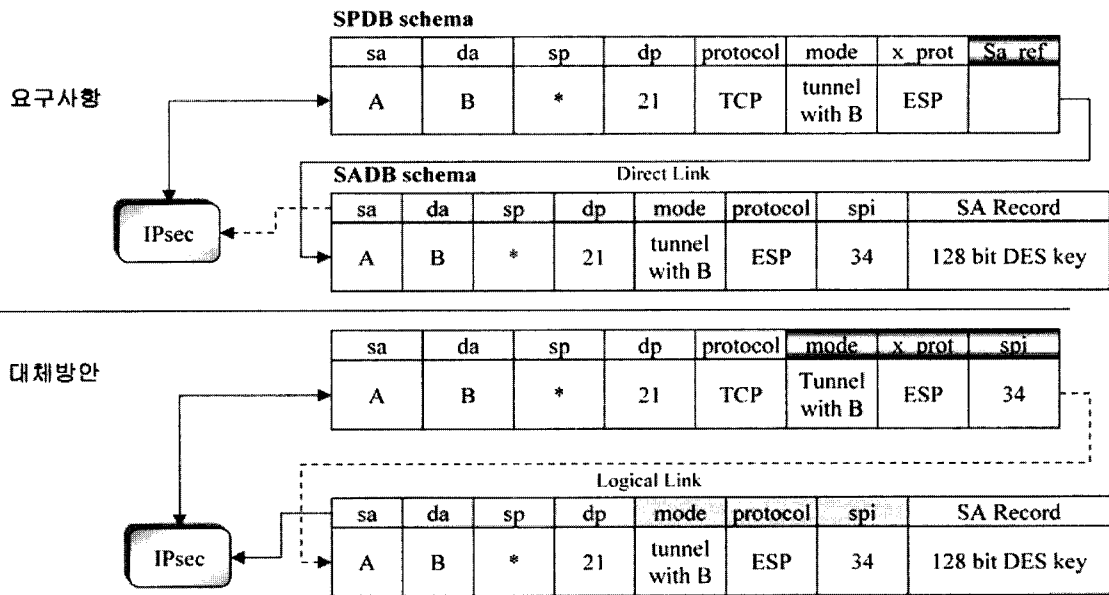 SPDB schema
sa da sp dp protocol mode x_prot Sa_ref
요구사항
A B * 21 TCP tunnel with B ESP
SADB schema Direct Link
sa da sp dp mode protocol spi SA Record
IPsec
A B * 21 tunnel with B ESP 34 128 bit DES key
sa da sp dp protocol mode x_prot spi
대체방안
A B * 21 TCP Tunnel with B ESP 34
Logical Link
sa da sp dp mode protocol spi SA Record
IPsec
A B * 21 tunnel with B ESP 34 128 bit DES key